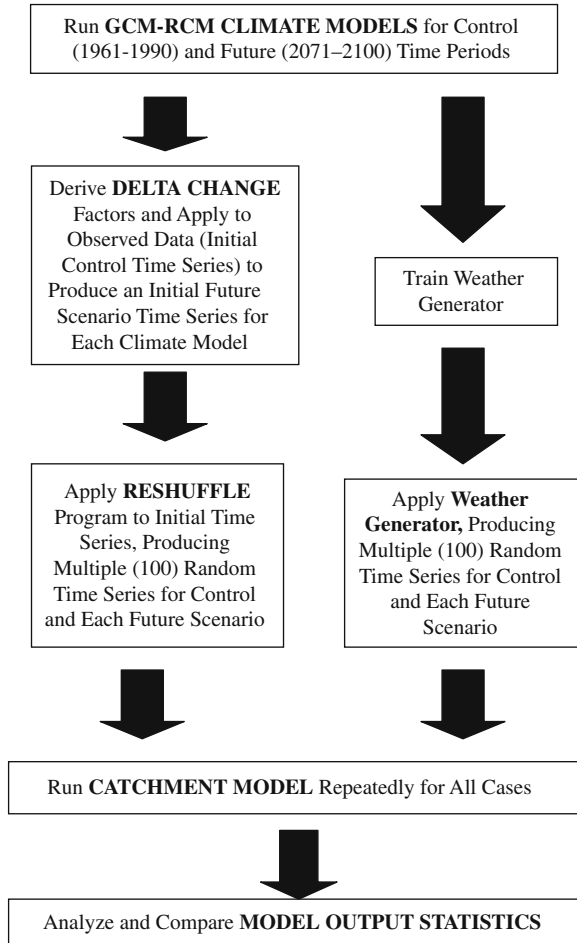 Run GCM-RCM CLIMATE MODELS for Control
(1961-1990) and Future (2071–2100) Time Periods
Derive DELTA CHANGE
Factors and Apply to
Observed Data (Initial
Control Time Series) to
Produce an Initial Future
Scenario Time Series for
Each Climate Model
Train Weather
Generator
Apply RESHUFFLE
Program to Initial Time
Series, Producing
Multiple (100) Random
Time Series for Control
and Each Future Scenario
Apply Weather
Generator, Producing
Multiple (100) Random
Time Series for Control
and Each Future
Scenario
Run CATCHMENT MODEL Repeatedly for All Cases
Analyze and Compare MODEL OUTPUT STATISTICS